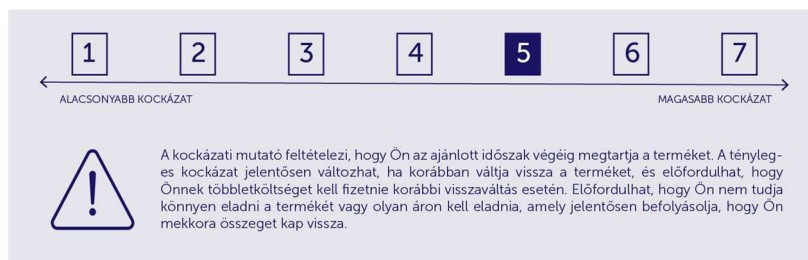 1 2 3 4 5 6 7
ALACSONYABB KOCKÁZAT MAGASABB KOCKÁZAT
A kockázati mutató feltételezi, hogy Ön az ajánlott időszak végéig megtartja a terméket. A tényleg-
es kockázat jelentősen változhat, ha korábban váltja vissza a terméket, és előfordulhat, hogy
Önnek többletköltséget kell fizetnie korábbi visszaváltás esetén. Előfordulhat, hogy Ön nem tudja
könnyen eladni a termékét vagy olyan áron kell eladnia, amely jelentősen befolyásolja, hogy Ön
mekkora összeget kap vissza.